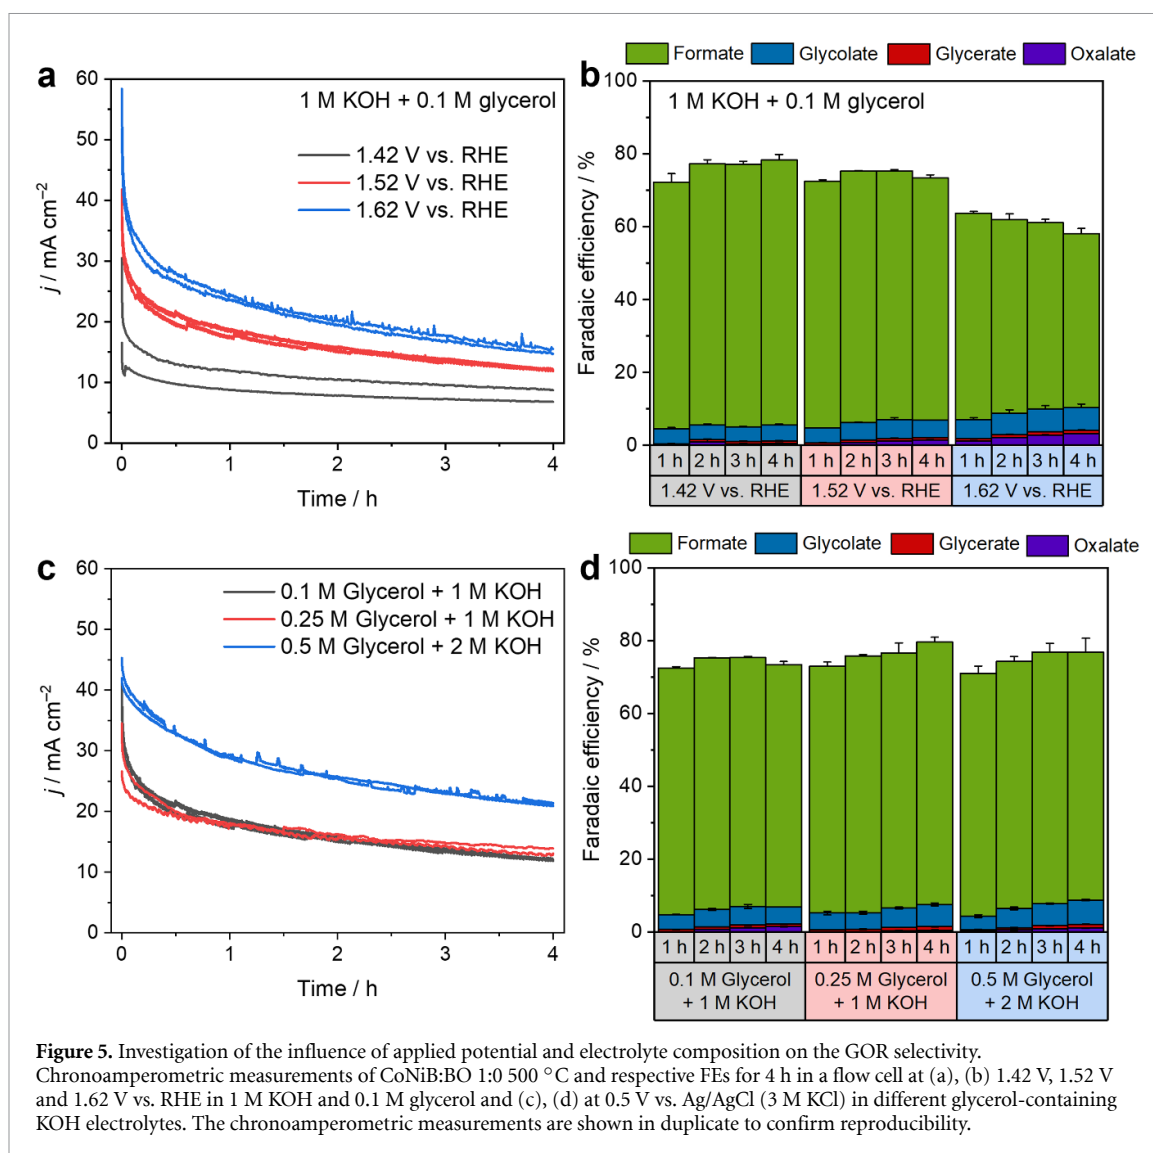 a
60
50
40
30
20
10
0
j / mA cm–2
1 M KOH + 0.1 M glycerol
1.42 V vs. RHE
1.52 V vs. RHE
1.62 V vs. RHE
0 1 2 3 4
Time / h
b
Formate Glycolate Glycerate Oxalate
100
80
60
40
20
0
Faradaic efficiency / %
1 M KOH + 0.1 M glycerol
1 h 2 h 3 h 4 h 1 h 2 h 3 h 4 h 1 h 2 h 3 h 4 h
1.42 V vs. RHE 1.52 V vs. RHE 1.62 V vs. RHE
c
60
50
40
30
20
10
0
j / mA cm–2
0.1 M Glycerol + 1 M KOH
0.25 M Glycerol + 1 M KOH
0.5 M Glycerol + 2 M KOH
0 1 2 3 4
Time / h
d
Formate Glycolate Glycerate Oxalate
100
80
60
40
20
0
Faradaic efficiency / %
1 h 2 h 3 h 4 h 1 h 2 h 3 h 4 h 1 h 2 h 3 h 4 h
0.1 M Glycerol 0.25 M Glycerol 0.5 M Glycerol
+ 1 M KOH + 1 M KOH + 2 M KOH
Figure 5. Investigation of the influence of applied potential and electrolyte composition on the GOR selectivity.
Chronoamperometric measurements of CoNiB:BO 1:0 500 °C and respective FEs for 4 h in a flow cell at (a), (b) 1.42 V, 1.52 V
and 1.62 V vs. RHE in 1 M KOH and 0.1 M glycerol and (c), (d) at 0.5 V vs. Ag/AgCl (3 M KCl) in different glycerol-containing
KOH electrolytes. The chronoamperometric measurements are shown in duplicate to confirm reproducibility.